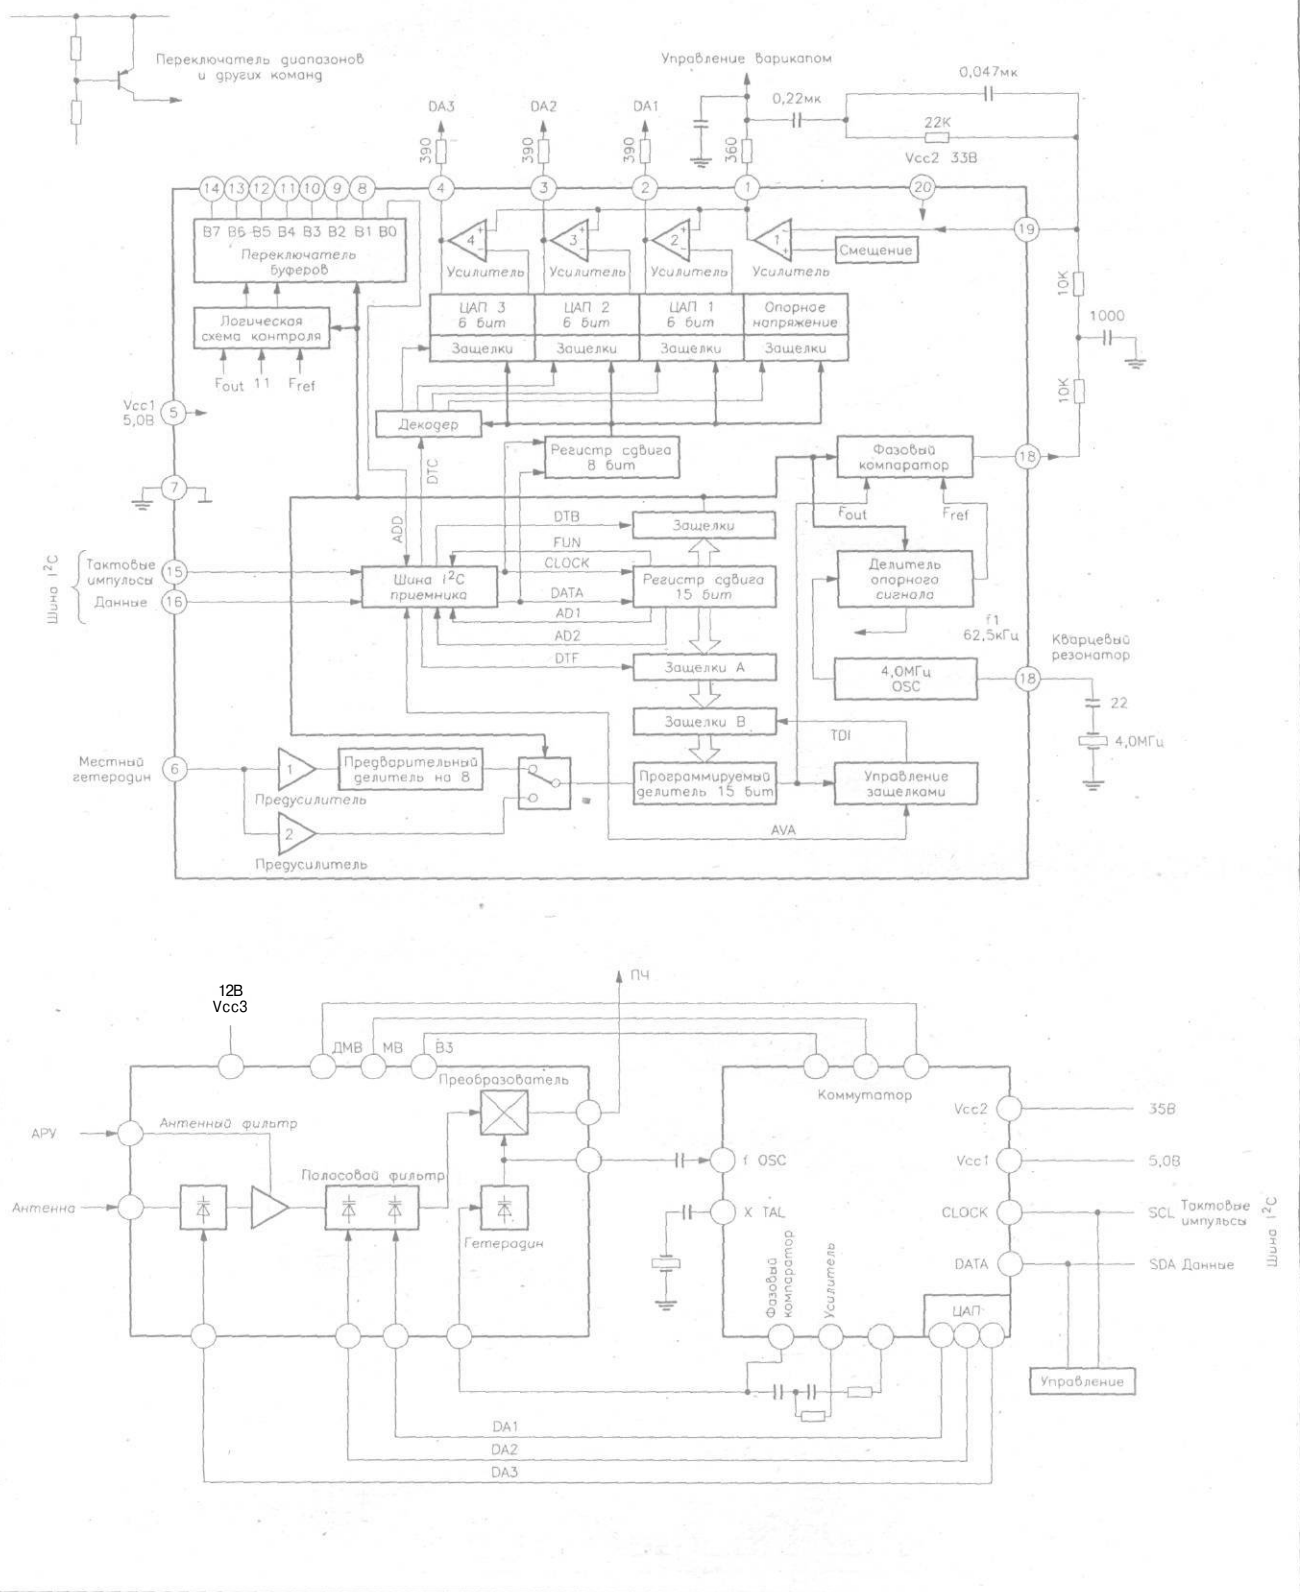 Переключатель диапазонов
и других команд
Управление варикапом
0,047мк
0,22мк
22К
Vcc2 33В
DA3
DA2
DA1
390
390
390
360
14
13
12
11
10
9
8
4
3
2
1
20
19
B7 B6 B5 B4 B3 B2 B1 B0
Переключатель
буферов
4
+
−
3
+
−
2
+
−
1
−
+
Смещение
Усилитель
Усилитель
Усилитель
Усилитель
10К
1000
10К
Логическая
схема контроля
Fout 11 Fref
ЦАП 3
6 бит
ЦАП 2
6 бит
ЦАП 1
6 бит
Опорное
напряжение
Защелки
Защелки
Защелки
Защелки
Vcc1
5,0В
5
Декодер
DTC
Регистр сдвига
8 бит
Фазовый
компаратор
18
7
Fout
Fref
ADD
DTB
Защелки
FUN
CLOCK
Шина I²C
Тактовые
импульсы
15
Данные
16
Шина I²C
приемника
DATA
AD1
AD2
DTF
Регистр сдвига
15 бит
Делитель
опорного
сигнала
f1
62,5кГц
Защелки A
4,0МГц
OSC
18
Кварцевый
резонатор
22
4,0МГц
Защелки B
TDI
Местный
гетеродин
6
1
Предварительный
делитель на 8
Предусилитель
Программируемый
делитель 15 бит
Управление
защелками
2
Предусилитель
AVA
ПЧ
12В
Vcc3
ДМВ
МВ
В3
Преобразователь
Коммутатор
Vcc2
35В
АРУ
Антенный фильтр
Полосовой фильтр
f OSC
Vcc1
5,0В
Антенна
X TAL
CLOCK
SCL Тактовые
импульсы
Гетеродин
DATA
SDA Данные
Шина I²C
Фазовый
компаратор
Усилитель
ЦАП
Управление
DA1
DA2
DA3